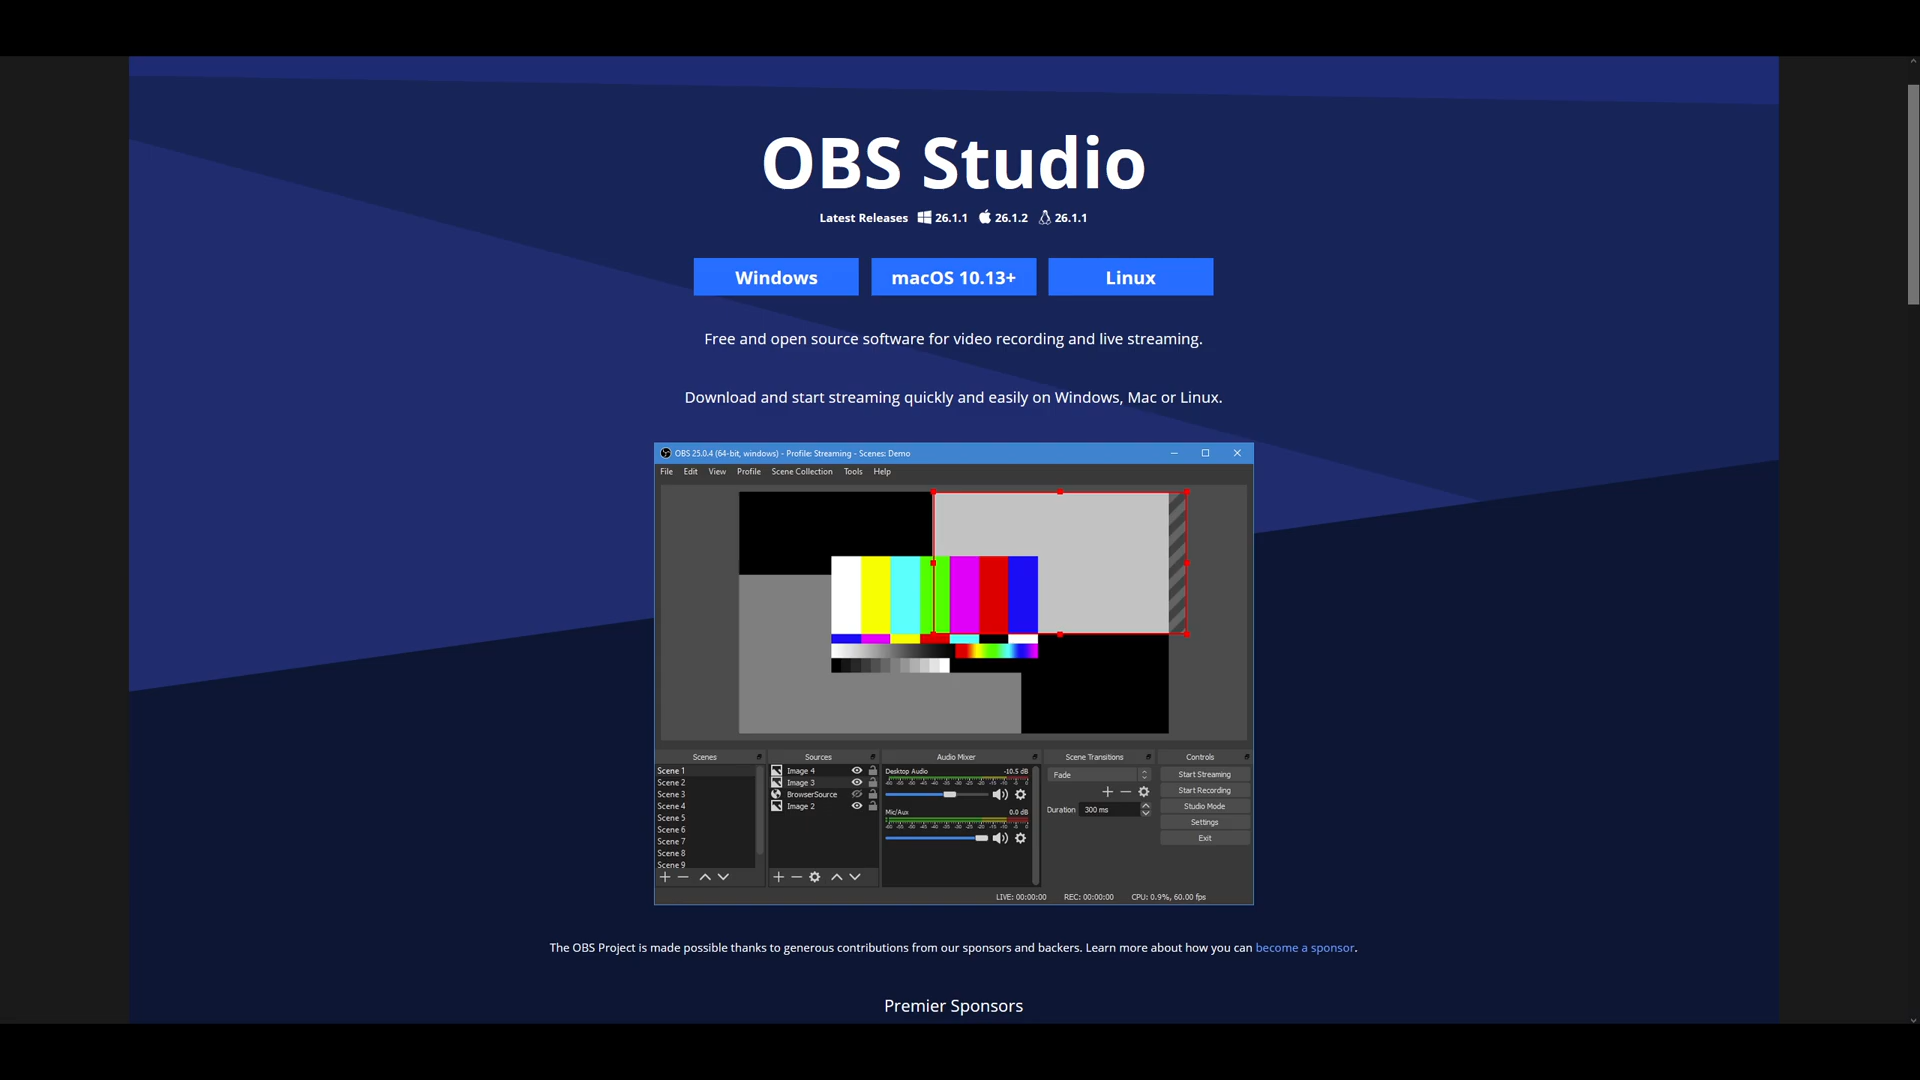 OBS Studio
Latest Releases 26.1.1 26.1.2 26.1.1
Windows macOS 10.13+ Linux
Free and open source software for video recording and live streaming.
Download and start streaming quickly and easily on Windows, Mac or Linux.
OBS 25.0.4 (64-bit, windows) - Profile: Streaming - Scenes: Demo
File Edit View Profile Scene Collection Tools Help
Scenes Sources Audio Mixer Scene Transitions Controls
Scene 1
Scene 2
Scene 3
Scene 4
Scene 5
Scene 6
Scene 7
Scene 8
Scene 9
Image 4
Image 3
BrowserSource
Image 2
Desktop Audio -10.5 dB
Mic/Aux 0.0 dB
Fade
Duration 300 ms
Start Streaming
Start Recording
Studio Mode
Settings
Exit
LIVE: 00:00:00 REC: 00:00:00 CPU: 0.9%, 60.00 fps
The OBS Project is made possible thanks to generous contributions from our sponsors and backers. Learn more about how you can become a sponsor.
Premier Sponsors